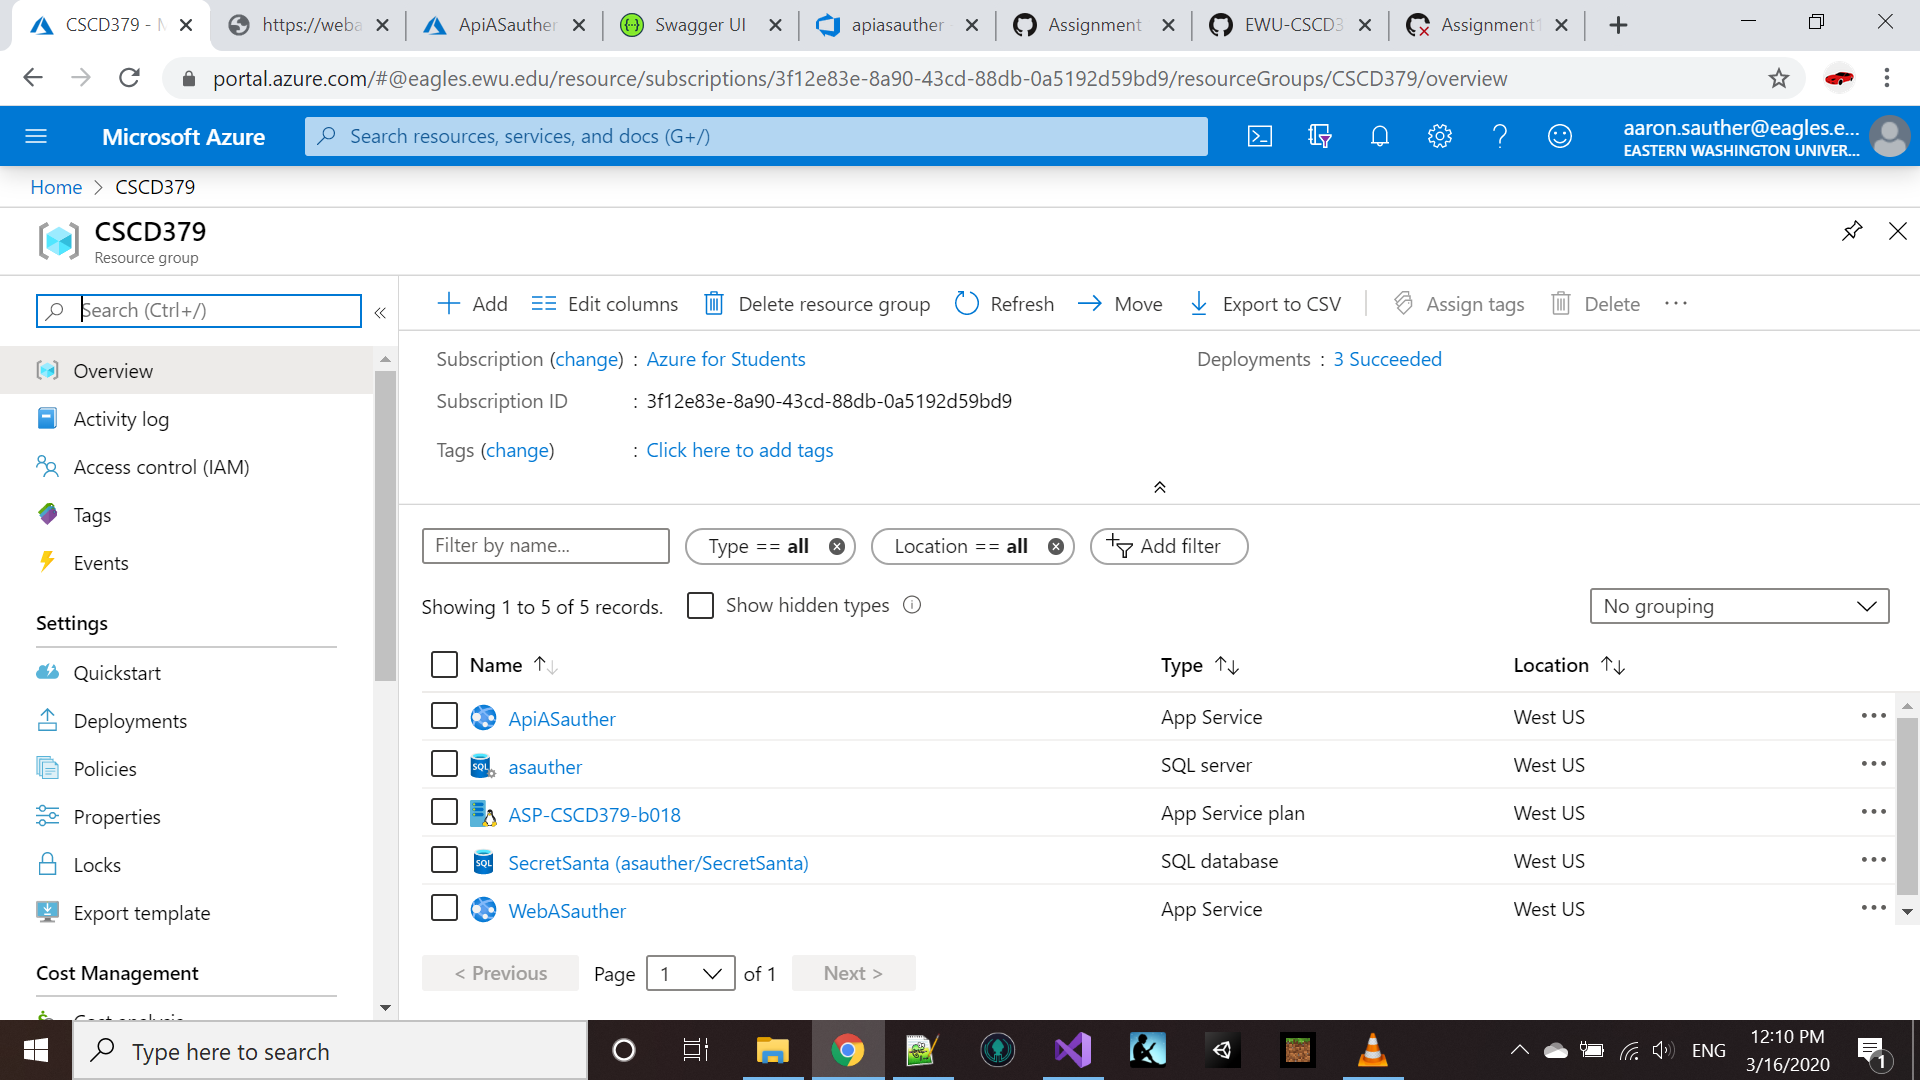 CSCD379 - M
https://weba
ApiASauther
Swagger UI
apiasauther
Assignment
EWU-CSCD3
Assignment1
portal.azure.com/#@eagles.ewu.edu/resource/subscriptions/3f12e83e-8a90-43cd-88db-0a5192d59bd9/resourceGroups/CSCD379/overview
Microsoft Azure
Search resources, services, and docs (G+/)
aaron.sauther@eagles.e...
EASTERN WASHINGTON UNIVER...
Home > CSCD379
CSCD379
Resource group
Search (Ctrl+/)
«
Add
Edit columns
Delete resource group
Refresh
Move
Export to CSV
Assign tags
Delete
...
Overview
Activity log
Access control (IAM)
Tags
Events
Settings
Quickstart
Deployments
Policies
Properties
Locks
Export template
Cost Management
Cost analysis
Subscription (change) : Azure for Students
Deployments : 3 Succeeded
Subscription ID : 3f12e83e-8a90-43cd-88db-0a5192d59bd9
Tags (change) : Click here to add tags
Filter by name...
Type == all
Location == all
Add filter
Showing 1 to 5 of 5 records.
Show hidden types
No grouping
Name Type Location
ApiASauther App Service West US
asauther SQL server West US
ASP-CSCD379-b018 App Service plan West US
SecretSanta (asauther/SecretSanta) SQL database West US
WebASauther App Service West US
< Previous Page 1 of 1 Next >
Type here to search
ENG
12:10 PM
3/16/2020
1